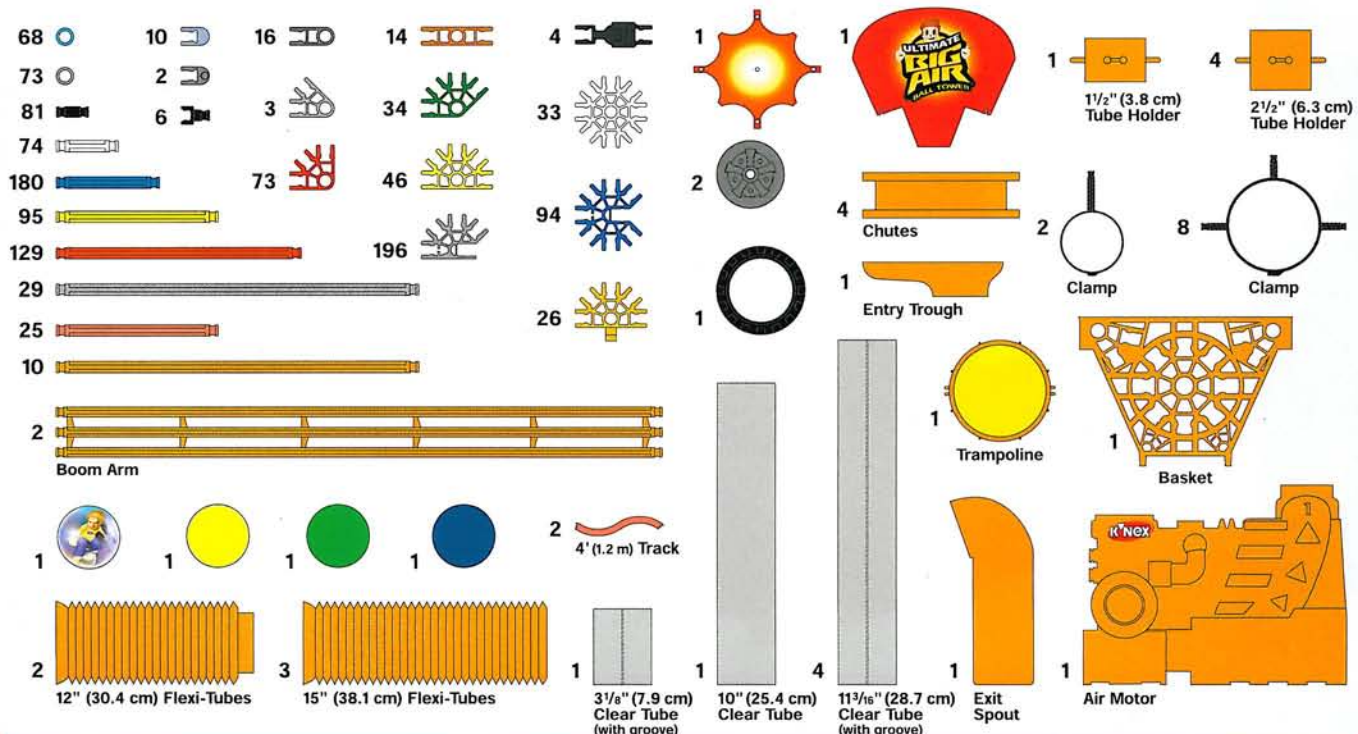 68
10
16
14
4
1
1
ULTIMATE
BIG
AIR
BALL TOWER
1
1½" (3.8 cm)
Tube Holder
4
2½" (6.3 cm)
Tube Holder
73
2
3
34
33
81
6
74
180
73
46
2
4
Chutes
2
Clamp
8
Clamp
95
94
129
196
29
26
1
1
Entry Trough
25
10
2
Boom Arm
1
Trampoline
1
Basket
1
1
1
1
2
4' (1.2 m) Track
2
12" (30.4 cm) Flexi-Tubes
3
15" (38.1 cm) Flexi-Tubes
1
3⅛" (7.9 cm)
Clear Tube
(with groove)
1
10" (25.4 cm)
Clear Tube
4
11³/₁₆" (28.7 cm)
Clear Tube
(with groove)
1
Exit
Spout
K'NEX
1
1
Air Motor